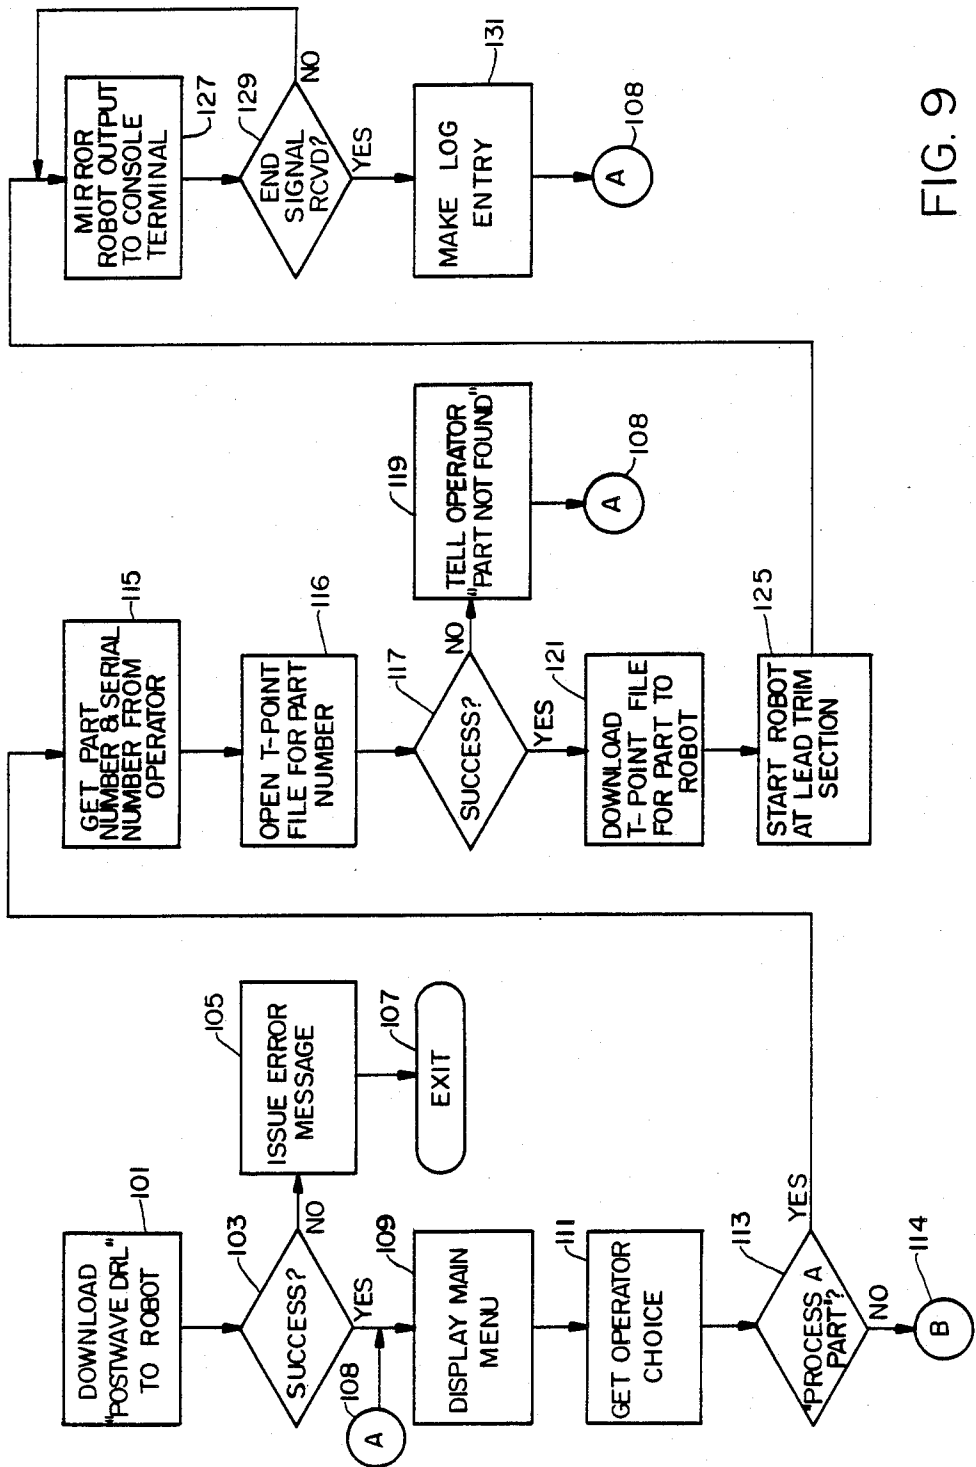 DOWNLOAD
"POSTWAVE DRL"
TO ROBOT
101
SUCCESS?
103
NO
YES
ISSUE ERROR
MESSAGE
105
EXIT
107
A
108
DISPLAY MAIN
MENU
109
GET OPERATOR
CHOICE
111
"PROCESS A
PART"?
113
YES
NO
B
114
GET PART
NUMBER & SERIAL
NUMBER FROM
OPERATOR
115
OPEN T-POINT
FILE FOR PART
NUMBER
116
SUCCESS?
117
NO
YES
TELL OPERATOR
"PART NOT FOUND"
119
A
108
DOWNLOAD
T-POINT FILE
FOR PART TO
ROBOT
121
START ROBOT
AT LEAD TRIM
SECTION
125
MIRROR
ROBOT OUTPUT
TO CONSOLE
TERMINAL
127
END
SIGNAL
RCVD?
129
NO
YES
MAKE LOG
ENTRY
131
A
108
FIG. 9